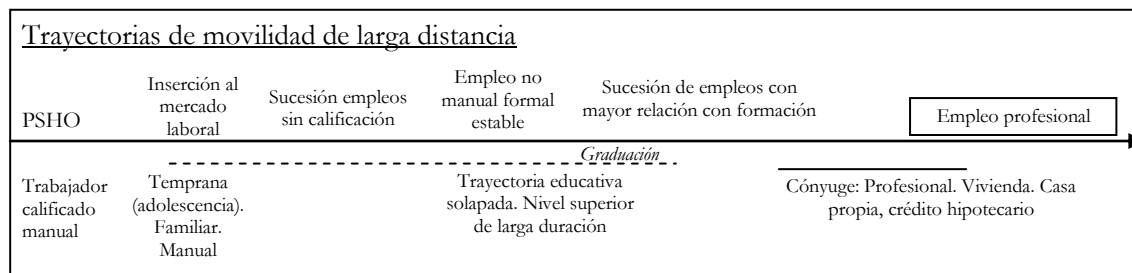 Trayectorias de movilidad de larga distancia
PSHO
Inserción al
mercado
laboral
Sucesión empleos
sin calificación
Empleo no
manual formal
estable
Sucesión de empleos con
mayor relación con formación
Empleo profesional
Graduación
Trabajador
calificado
manual
Temprana
(adolescencia).
Familiar.
Manual
Trayectoria educativa
solapada. Nivel superior
de larga duración
Cónyuge: Profesional. Vivienda. Casa
propia, crédito hipotecario